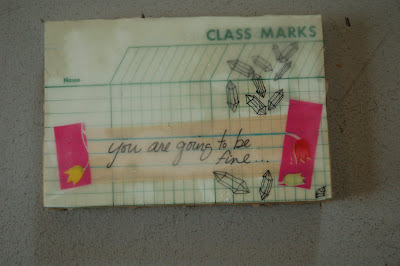 CLASS MARKS
Name
you are going to be
fine...